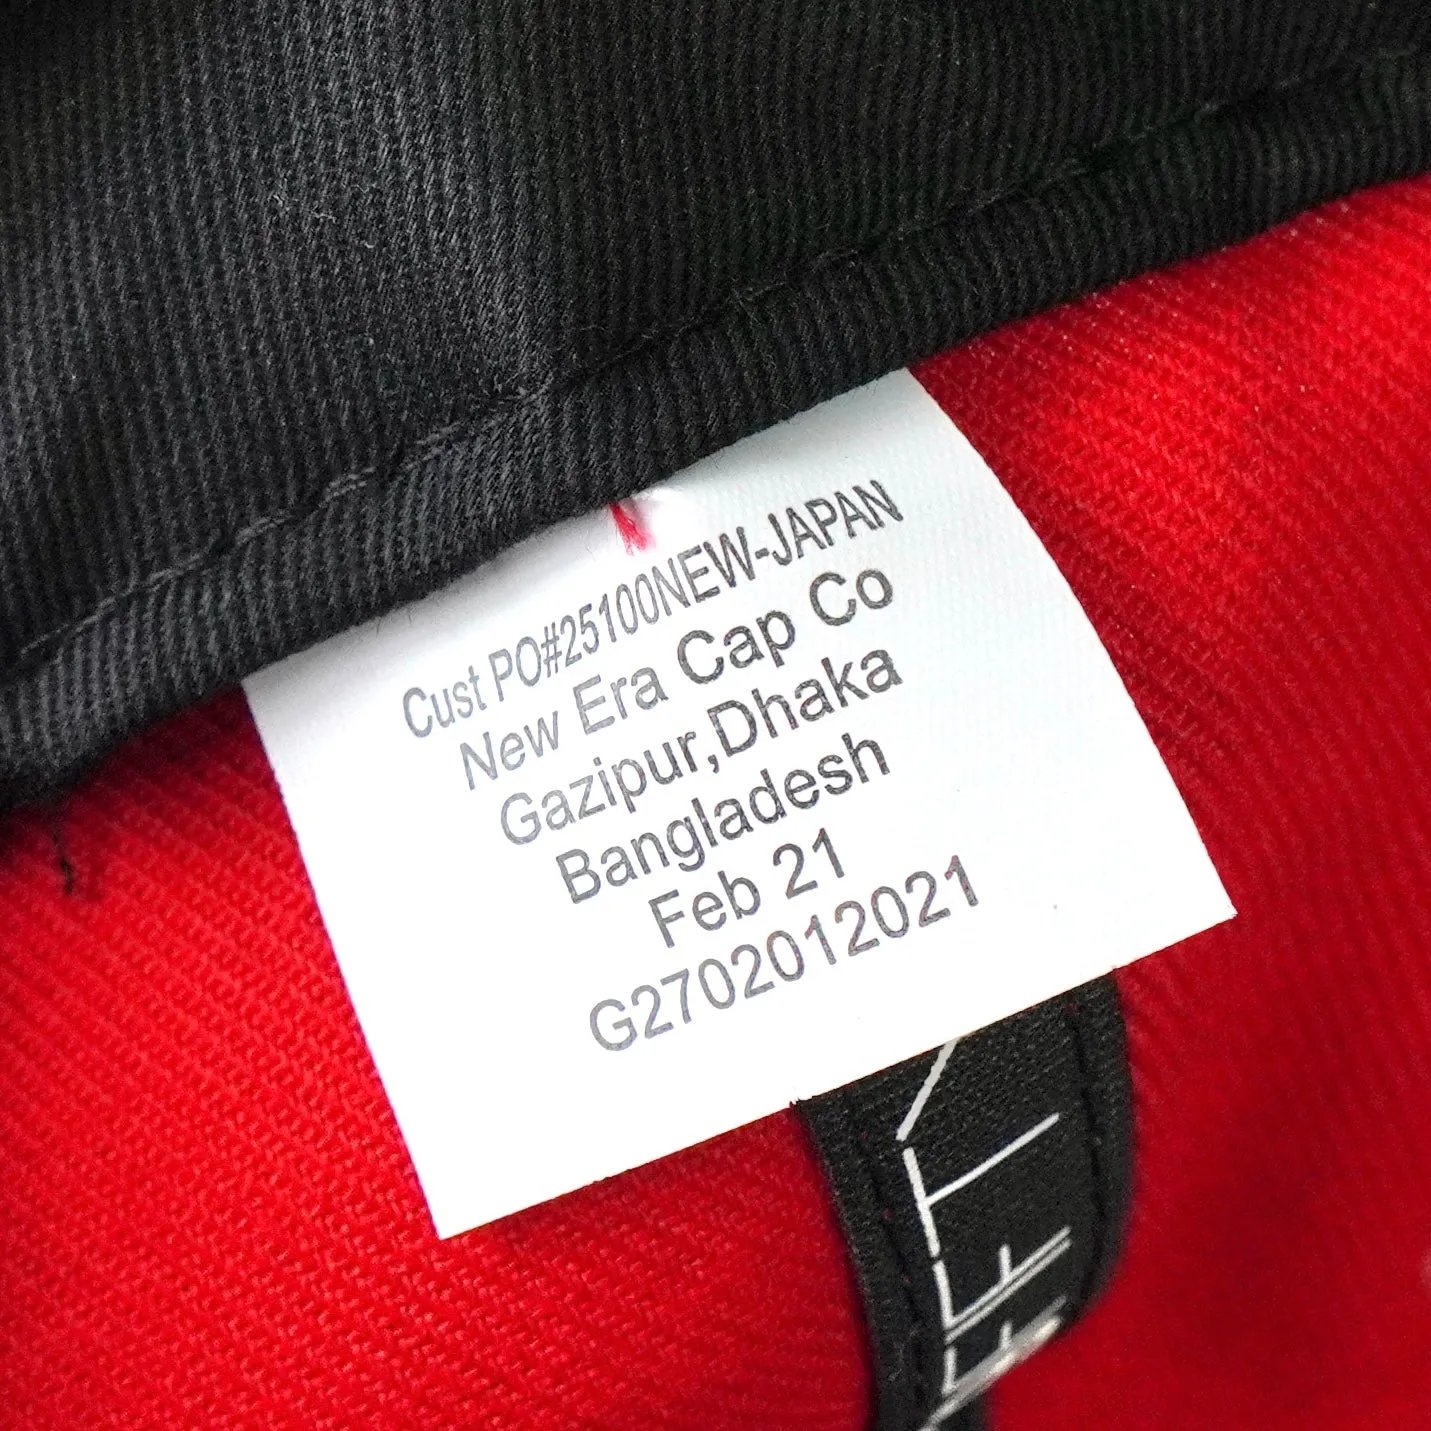 Cust PO#25100NEW-JAPAN
New Era Cap Co
Gazipur,Dhaka
Bangladesh
Feb 21
G2702012021